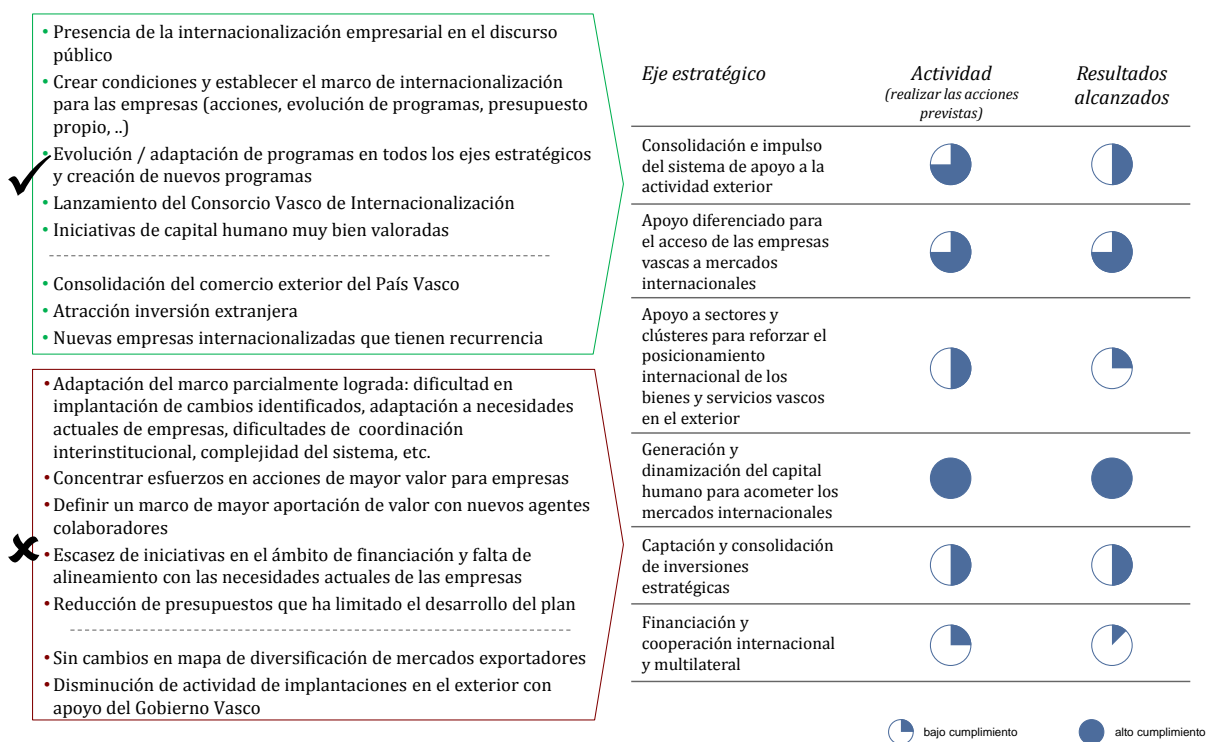 • Presencia de la internacionalización empresarial en el discurso
público
• Crear condiciones y establecer el marco de internacionalización
para las empresas (acciones, evolución de programas, presupuesto
propio, ..)
• Evolución / adaptación de programas en todos los ejes estratégicos
y creación de nuevos programas
• Lanzamiento del Consorcio Vasco de Internacionalización
• Iniciativas de capital humano muy bien valoradas
• Consolidación del comercio exterior del País Vasco
• Atracción inversión extranjera
• Nuevas empresas internacionalizadas que tienen recurrencia
• Adaptación del marco parcialmente lograda: dificultad en
implantación de cambios identificados, adaptación a necesidades
actuales de empresas, dificultades de coordinación
interinstitucional, complejidad del sistema, etc.
• Concentrar esfuerzos en acciones de mayor valor para empresas
• Definir un marco de mayor aportación de valor con nuevos agentes
colaboradores
• Escasez de iniciativas en el ámbito de financiación y falta de
alineamiento con las necesidades actuales de las empresas
• Reducción de presupuestos que ha limitado el desarrollo del plan
• Sin cambios en mapa de diversificación de mercados exportadores
• Disminución de actividad de implantaciones en el exterior con
apoyo del Gobierno Vasco
Eje estratégico
Actividad
(realizar las acciones
previstas)
Resultados
alcanzados
Consolidación e impulso
del sistema de apoyo a la
actividad exterior
Apoyo diferenciado para
el acceso de las empresas
vascas a mercados
internacionales
Apoyo a sectores y
clústeres para reforzar el
posicionamiento
internacional de los
bienes y servicios vascos
en el exterior
Generación y
dinamización del capital
humano para acometer los
mercados internacionales
Captación y consolidación
de inversiones
estratégicas
Financiación y
cooperación internacional
y multilateral
bajo cumplimiento
alto cumplimiento